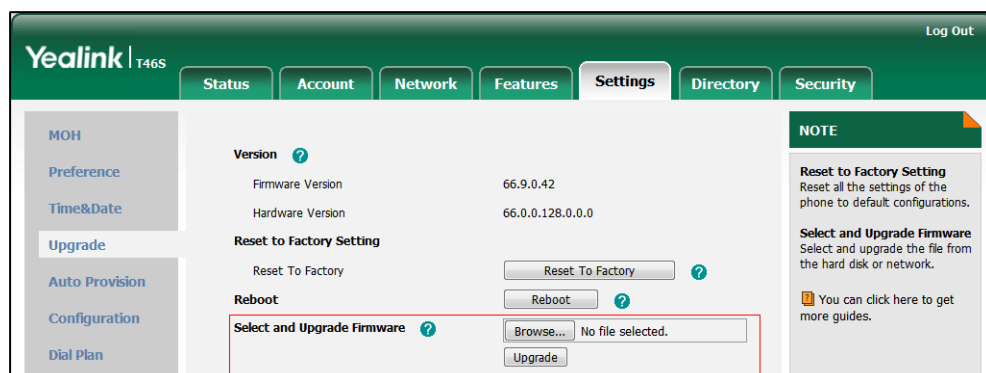 Log Out
Yealink T46S
Status Account Network Features Settings Directory Security
MOH
Preference
Time&Date
Upgrade
Auto Provision
Configuration
Dial Plan
Version ?
Firmware Version 66.9.0.42
Hardware Version 66.0.0.128.0.0.0
Reset to Factory Setting
Reset To Factory Reset To Factory ?
Reboot Reboot ?
Select and Upgrade Firmware ? Browse... No file selected.
Upgrade
NOTE
Reset to Factory Setting
Reset all the settings of the
phone to default configurations.
Select and Upgrade Firmware
Select and upgrade the file from
the hard disk or network.
? You can click here to get
more guides.